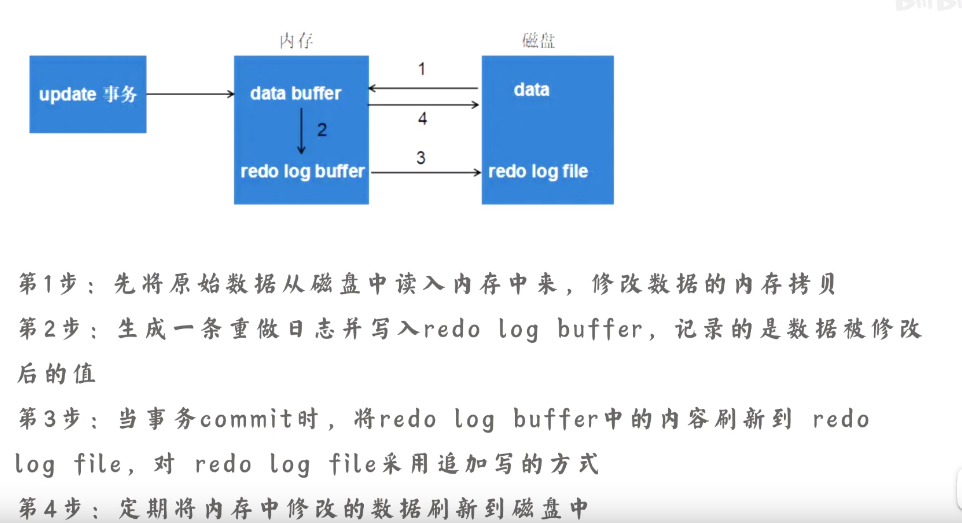 内存
磁盘
update 事务
data buffer
1
data
4
2
redo log buffer
3
redo log file
第1步：先将原始数据从磁盘中读入内存中来，修改数据的内存拷贝
第2步：生成一条重做日志并写入redo log buffer，记录的是数据被修改
后的值
第3步：当事务commit时，将redo log buffer中的内容刷新到 redo
log file，对 redo log file采用追加写的方式
第4步：定期将内存中修改的数据刷新到磁盘中